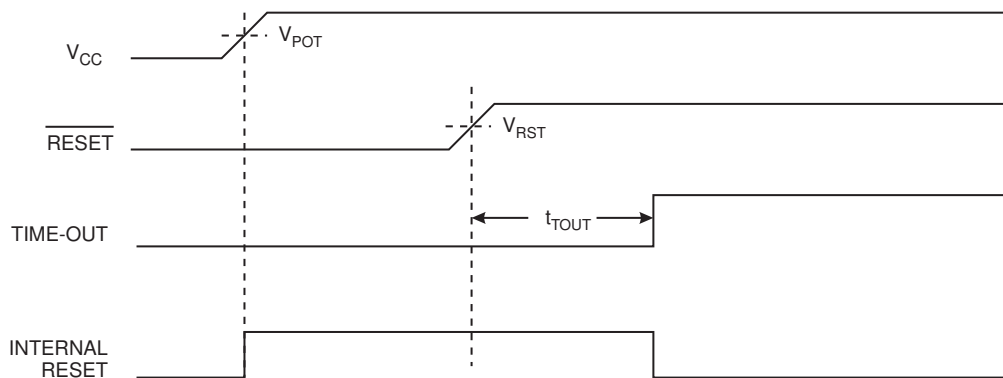 V_CC
V_POT
RESET
V_RST
TIME-OUT
t_TOUT
INTERNAL
RESET